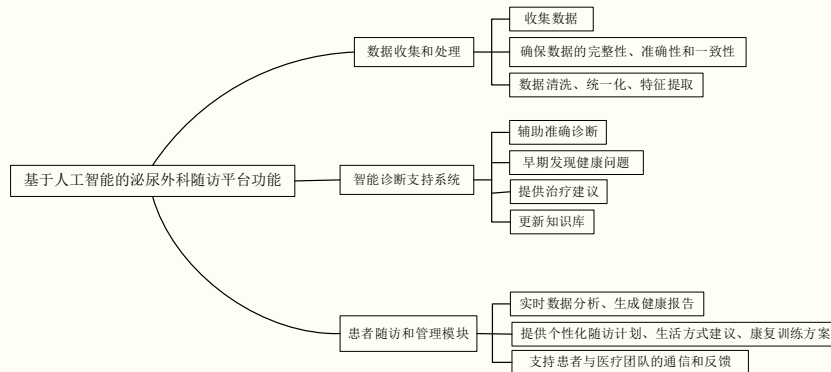 基于人工智能的泌尿外科随访平台功能
数据收集和处理
收集数据
确保数据的完整性、准确性和一致性
数据清洗、统一化、特征提取
智能诊断支持系统
辅助准确诊断
早期发现健康问题
提供治疗建议
更新知识库
患者随访和管理模块
实时数据分析、生成健康报告
提供个性化随访计划、生活方式建议、康复训练方案
支持患者与医疗团队的通信和反馈